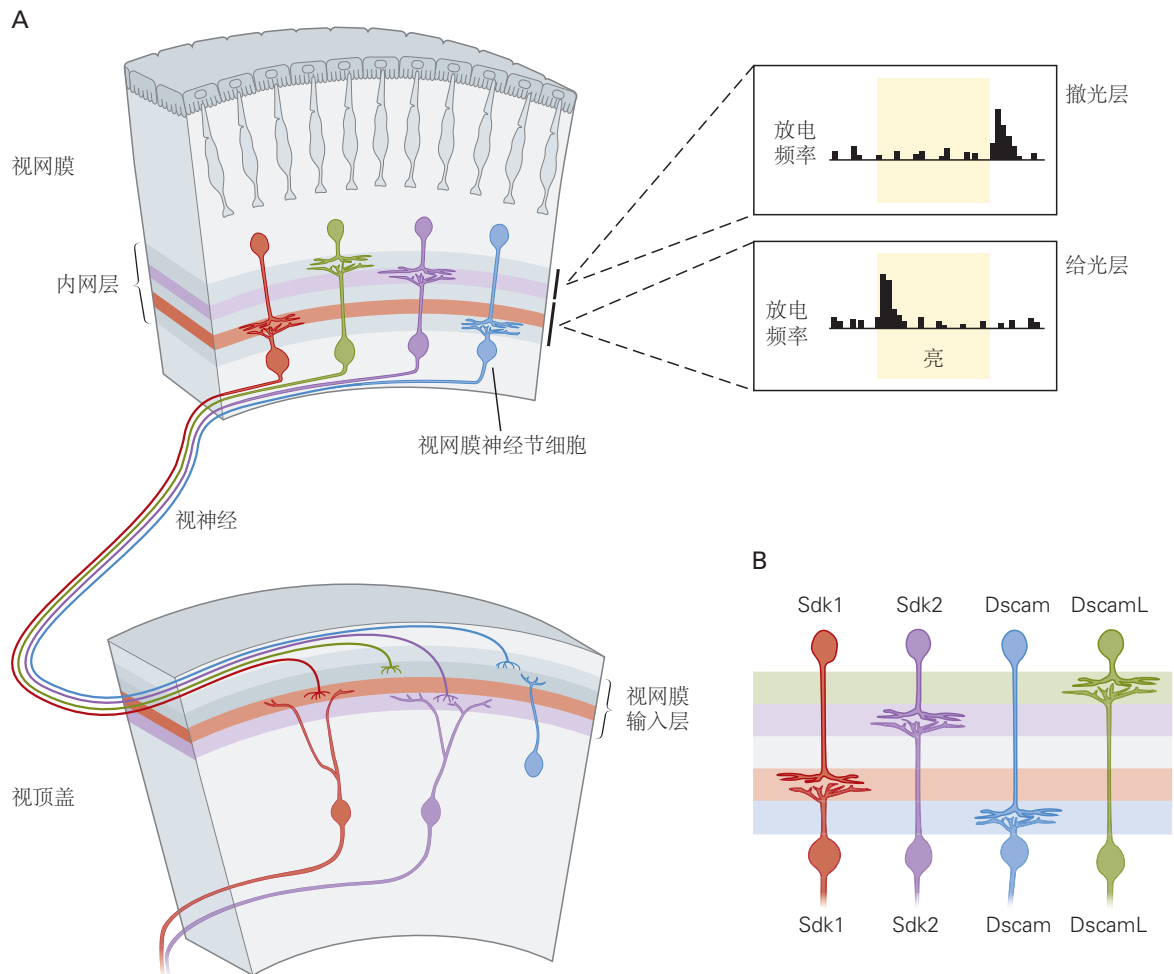 A
视网膜
内网层
放电
频率
撤光层
放电
频率
给光层
亮
视网膜神经节细胞
视神经
视网膜
输入层
视顶盖
B
Sdk1 Sdk2 Dscam DscamL
Sdk1 Sdk2 Dscam DscamL